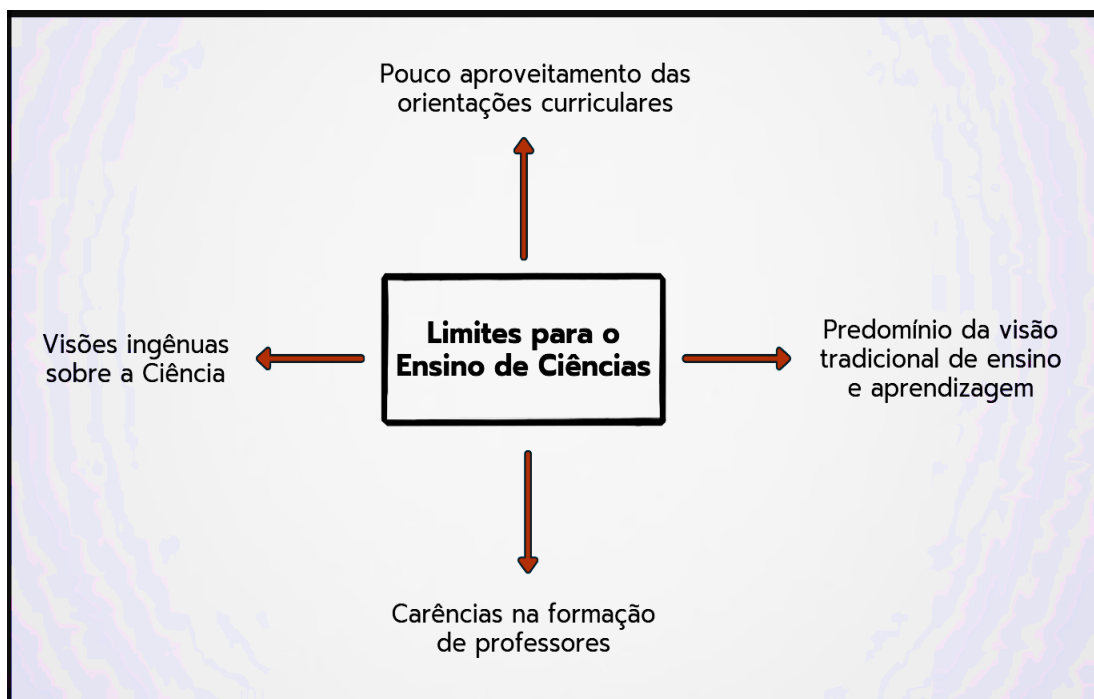 Pouco aproveitamento das
orientações curriculares
Limites para o
Ensino de Ciências
Visões ingênuas
sobre a Ciência
Predomínio da visão
tradicional de ensino
e aprendizagem
Carências na formação
de professores